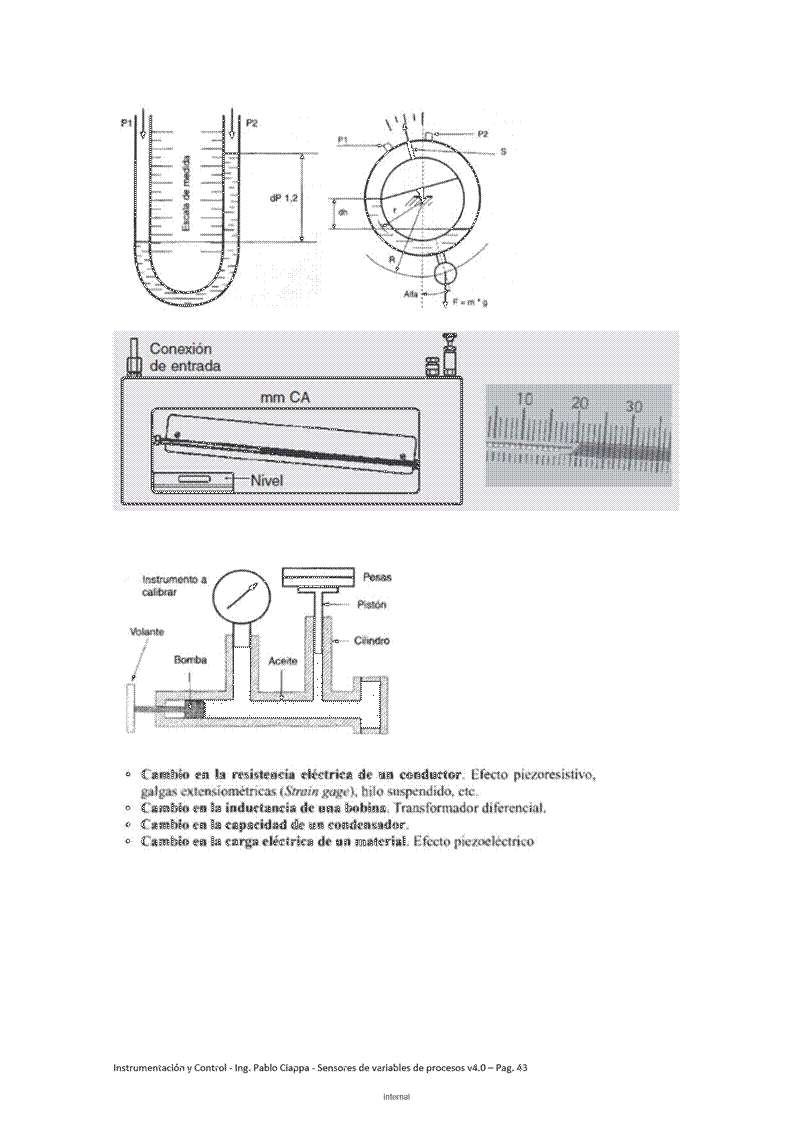 P1
P2
Escala de medida
dP 1,2
P1
P2
S
dh
r
R
Alfa
F = m * g
Conexión
de entrada
mm CA
Nivel
10 20 30
Instrumento a
calibrar
Pesas
Pistón
Volante
Cilindro
Bomba
Aceite
° Cambio en la resistencia eléctrica de un conductor. Efecto piezoresistivo,
galgas extensiométricas (Strain gage), hilo suspendido, etc.
° Cambio en la inductancia de una bobina. Transformador diferencial.
° Cambio en la capacidad de un condensador.
° Cambio en la carga eléctrica de un material. Efecto piezoeléctrico
Instrumentación y Control - Ing. Pablo Ciappa - Sensores de variables de procesos v4.0 – Pag. 43
Internal